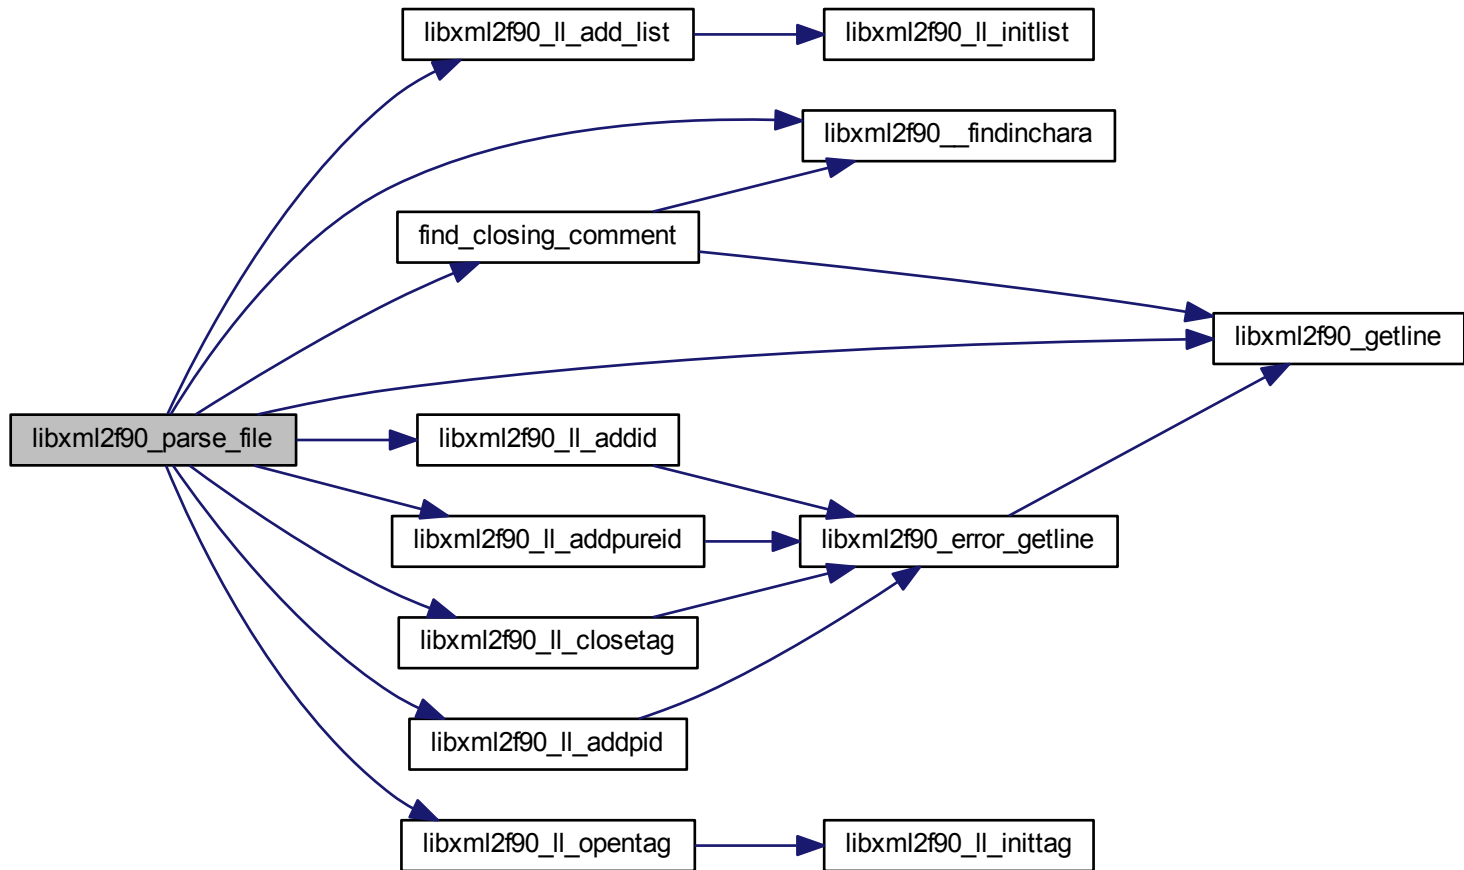 libxml2f90_ll_add_list
libxml2f90_ll_initlist
libxml2f90__findinchara
find_closing_comment
libxml2f90_getline
libxml2f90_parse_file
libxml2f90_ll_addid
libxml2f90_ll_addpureid
libxml2f90_error_getline
libxml2f90_ll_closetag
libxml2f90_ll_addpid
libxml2f90_ll_opentag
libxml2f90_ll_inittag